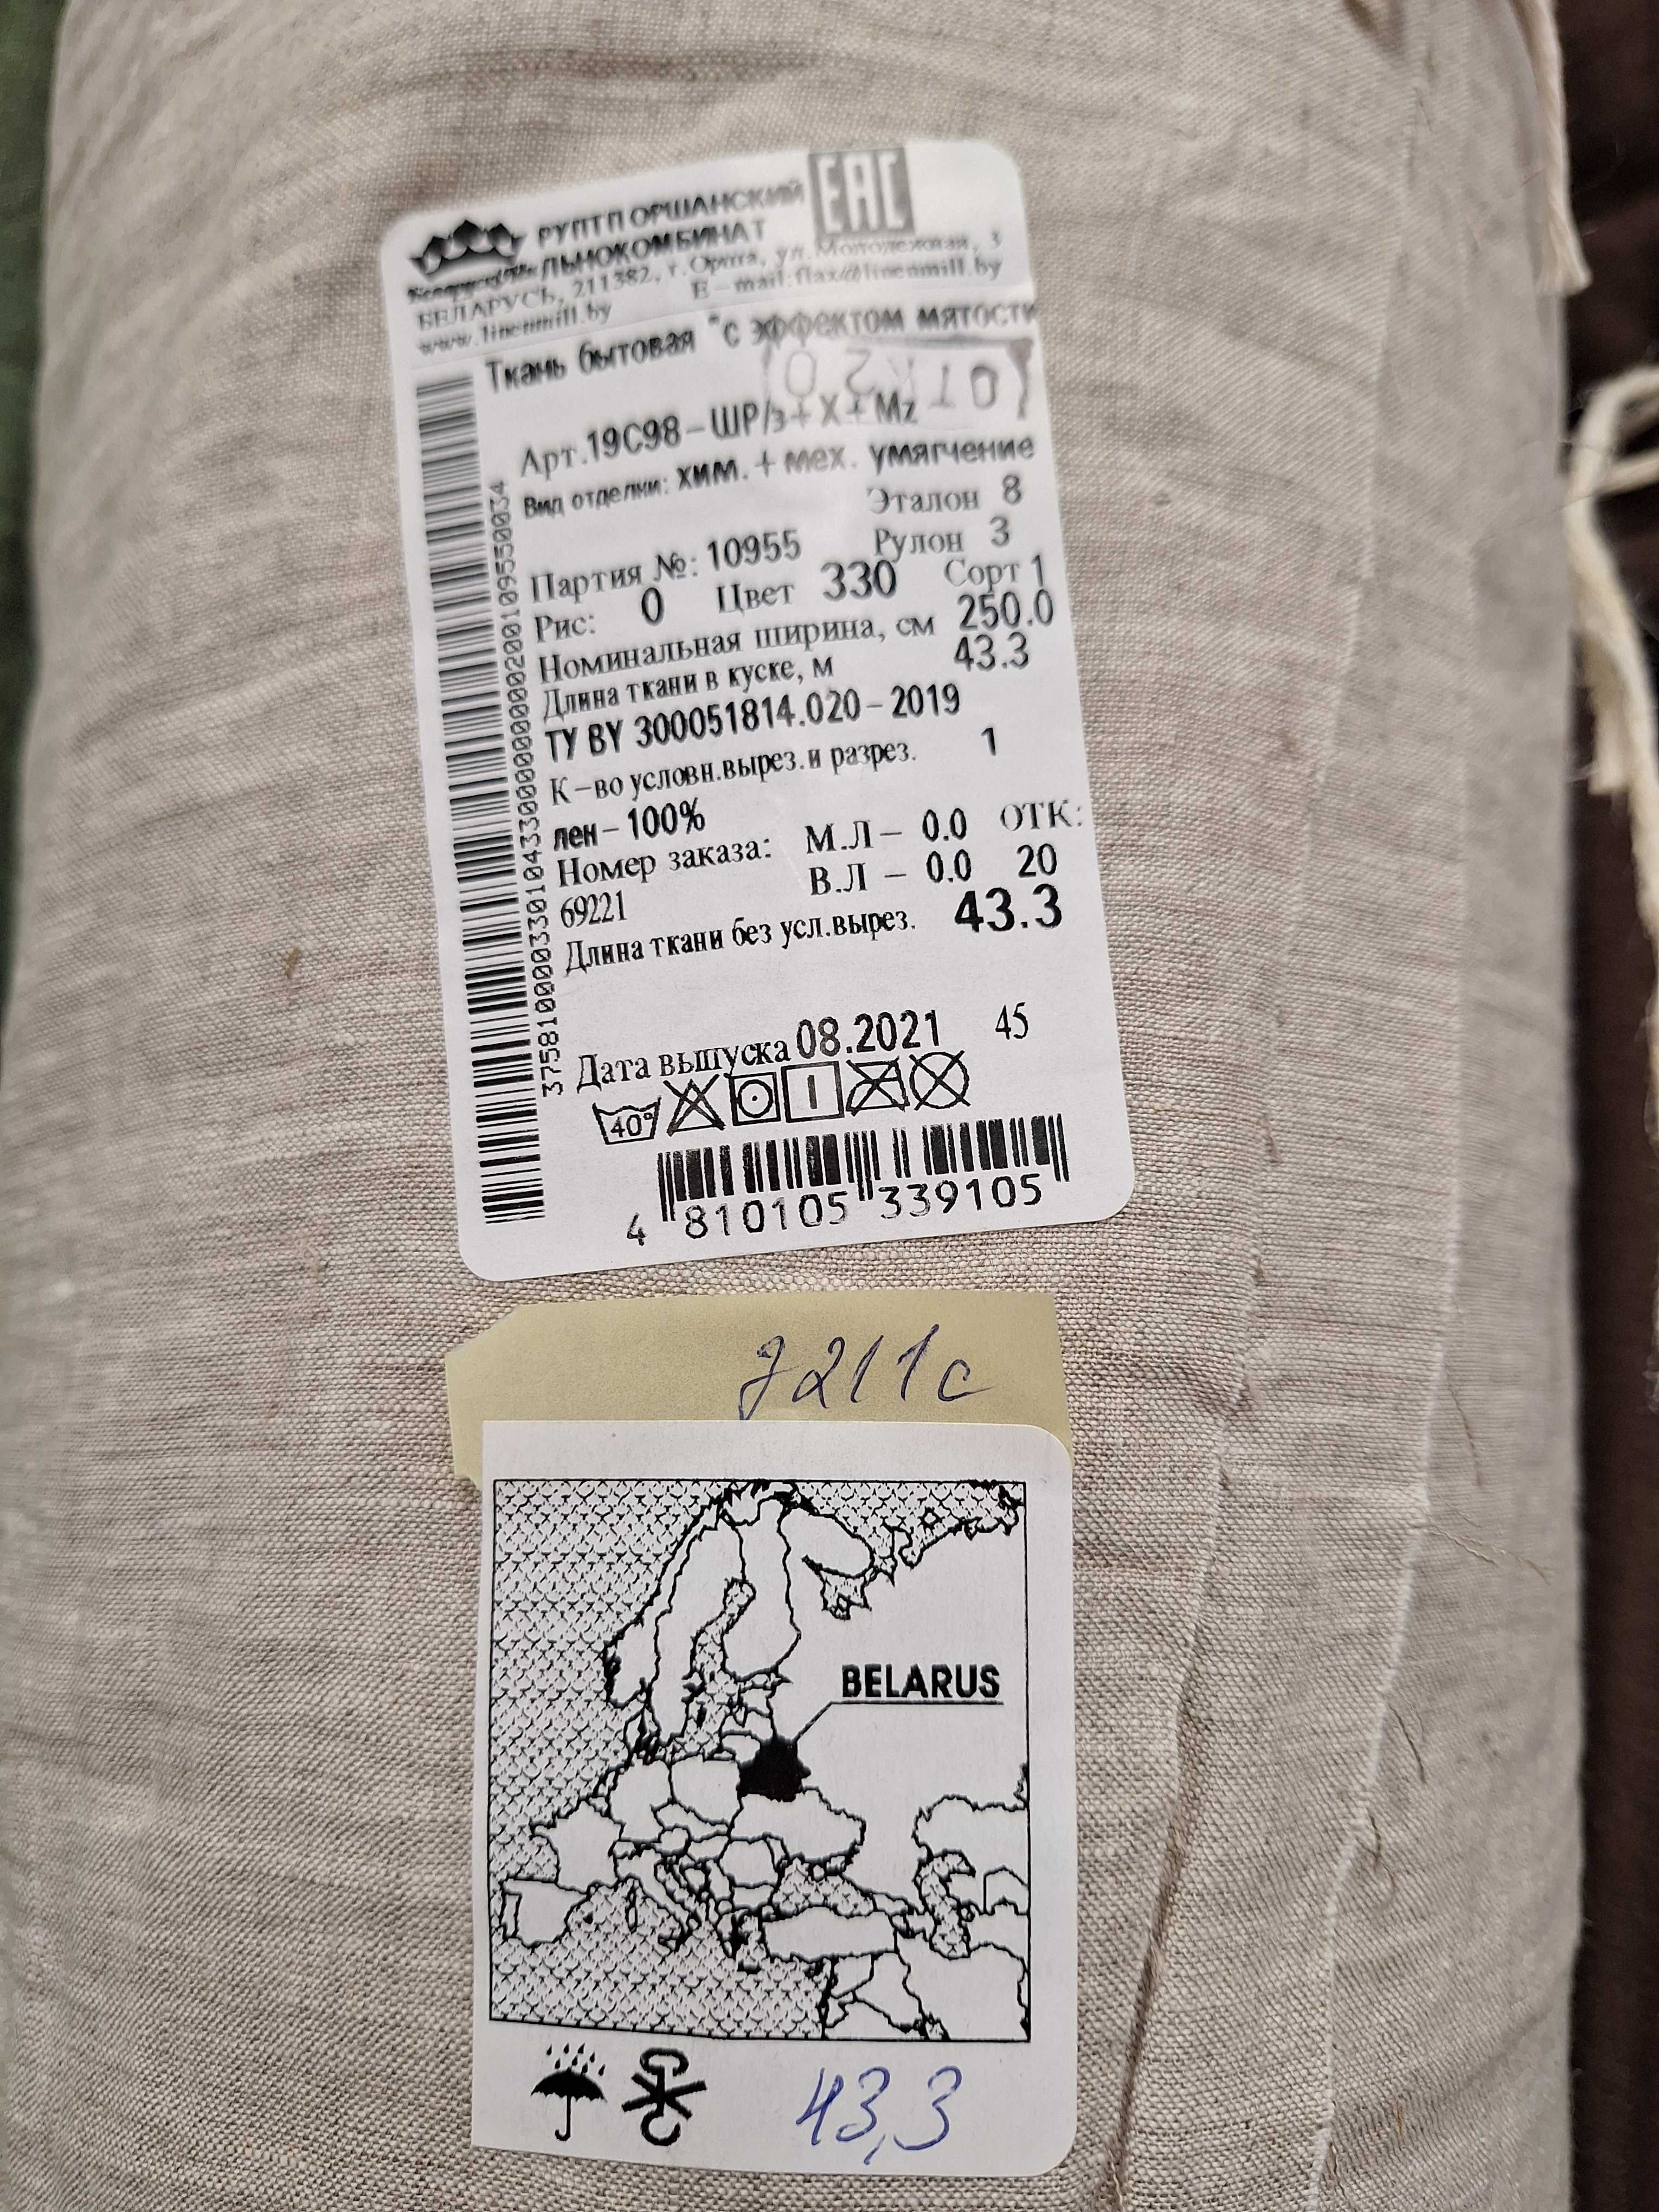 РУПТП ОРШАНСКИЙ
ЛЬНОКОМБИНАТ
EAC
БЕЛАРУСЬ, 211382, г. Орша, ул.Молодежная, 3
www.linenmill.by E-mail:flax@linenmill.by
Ткань бытовая "с эффектом мятости
Арт.19С98-ШР/з+Х+Mz
Вид отделки: хим.+мех. умягчение
Эталон 8
Партия №: 10955 Рулон 3
Рис: 0 Цвет 330 Сорт 1
Номинальная ширина, см 250.0
Длина ткани в куске, м 43.3
ТУ BY 300051814.020-2019
К-во условн.вырез.и разрез. 1
лен-100%
Номер заказа: М.Л- 0.0 ОТК:
69221 В.Л - 0.0 20
Длина ткани без усл.вырез. 43.3
Дата выпуска 08.2021 45
40°
4 810105 339105
7211с
BELARUS
43,3